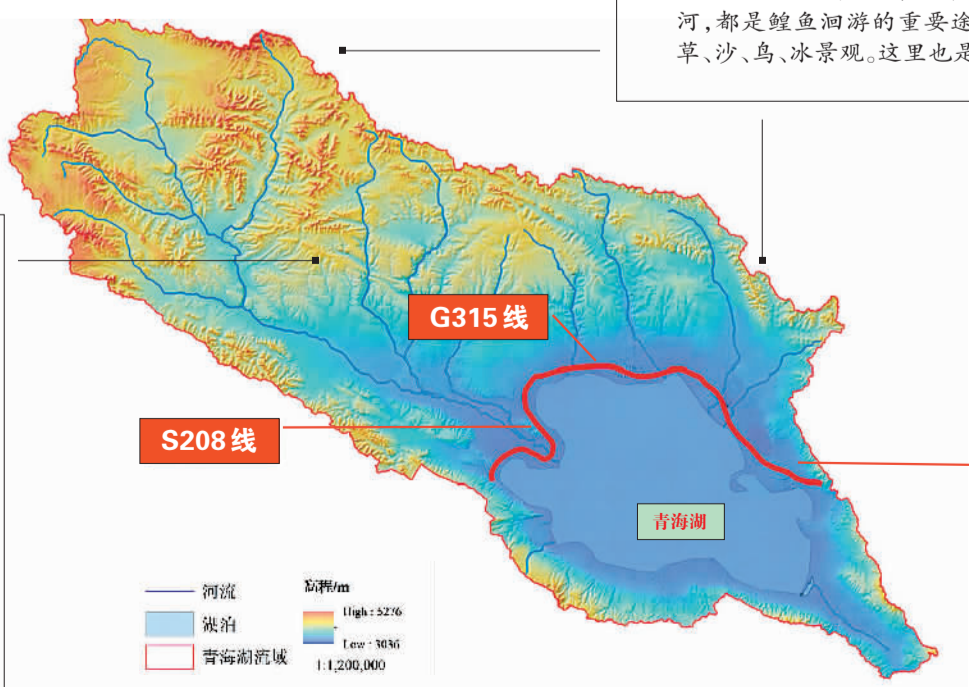 河,都是鳇鱼洄游的重要途
草、沙、鸟、冰景观。这里也是
G315线
S208线
青海湖
河流
湖泊
青海湖流域
高程/m
High : 5276
Low : 3036
1:1,200,000